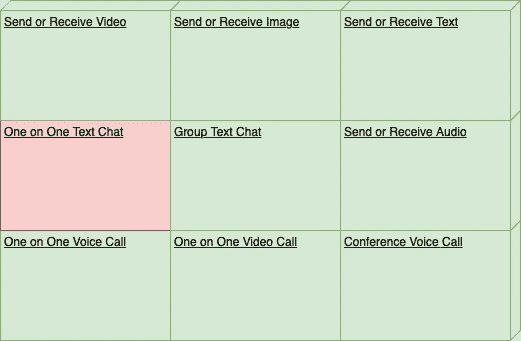 Send or Receive Video
Send or Receive Image
Send or Receive Text
One on One Text Chat
Group Text Chat
Send or Receive Audio
One on One Voice Call
One on One Video Call
Conference Voice Call